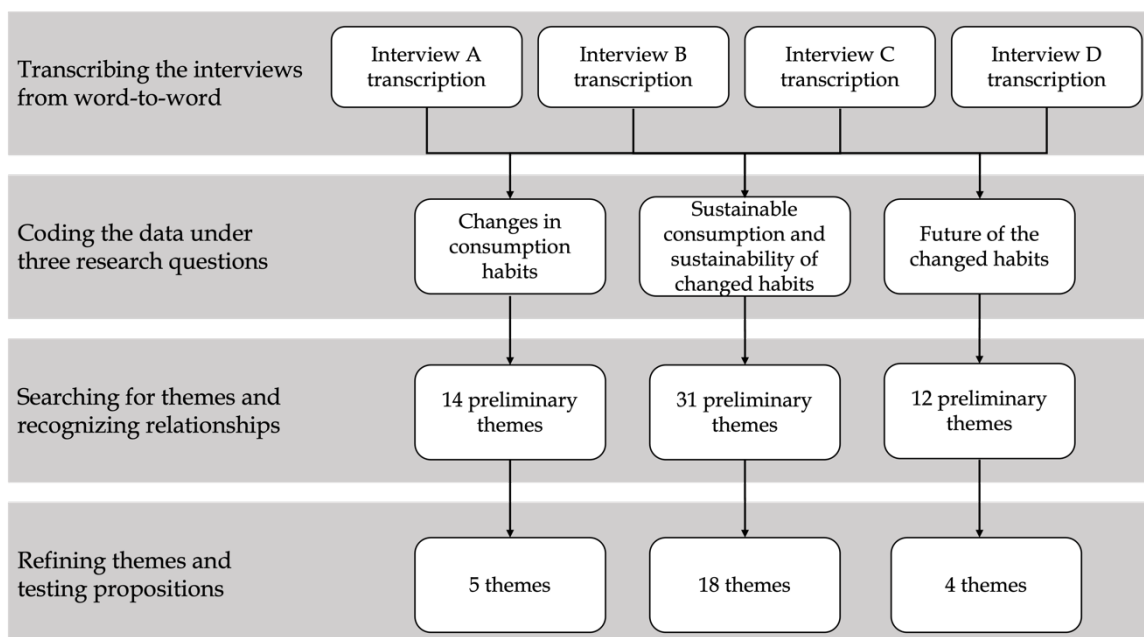 Transcribing the interviews
from word-to-word
Interview A
transcription
Interview B
transcription
Interview C
transcription
Interview D
transcription
Coding the data under
three research questions
Changes in
consumption
habits
Sustainable
consumption and
sustainability of
changed habits
Future of the
changed habits
Searching for themes and
recognizing relationships
14 preliminary
themes
31 preliminary
themes
12 preliminary
themes
Refining themes and
testing propositions
5 themes
18 themes
4 themes